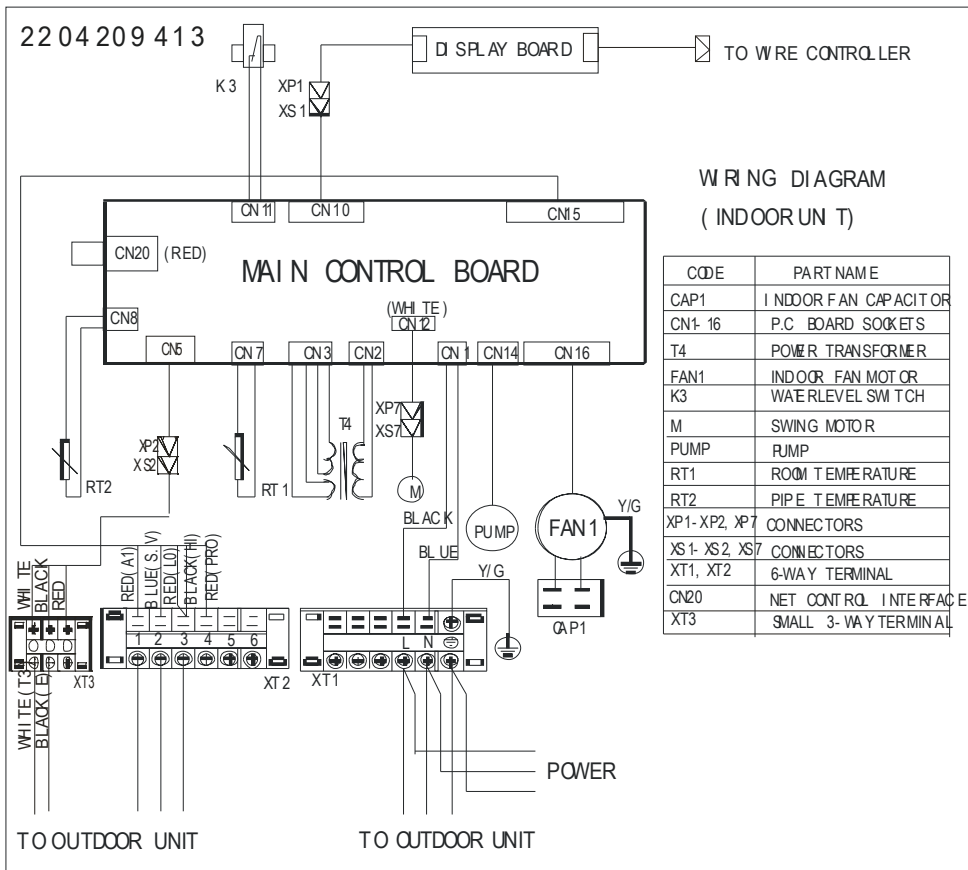 2204209413
K3
XP1
XS1
DISPLAY BOARD
TO WIRE CONTROLLER
WIRING DIAGRAM
(INDOOR UNIT)
CN11
CN10
CN15
CN20 (RED)
MAIN CONTROL BOARD
CN8
(WHITE)
CN12
CN5
CN7
CN3
CN2
CN1
CN14
CN16
CODE PART NAME
CAP1 INDOOR FAN CAPACITOR
CN1-16 P.C BOARD SOCKETS
T4 POWER TRANSFORMER
FAN1 INDOOR FAN MOTOR
K3 WATER LEVEL SWITCH
M SWING MOTOR
PUMP PUMP
RT1 ROOM TEMPERATURE
RT2 PIPE TEMPERATURE
XP1-XP2, XP7 CONNECTORS
XS1-XS2, XS7 CONNECTORS
XT1, XT2 6-WAY TERMINAL
CN20 NET CONTROL INTERFACE
XT3 SMALL 3-WAY TERMINAL
RT2
XP2
XS2
RT1
T4
XP7
XS7
M
BLACK
BLUE
PUMP
FAN1
Y/G
CAP1
Y/G
WHITE
BLACK
RED
RED(A1)
BLUE(S.V)
RED(L0)
BLACK(HI)
RED(PRO)
1 2 3 4 5 6
L N
XT3
XT2
XT1
WHITE(T3)
BLACK(E)
POWER
TO OUTDOOR UNIT
TO OUTDOOR UNIT